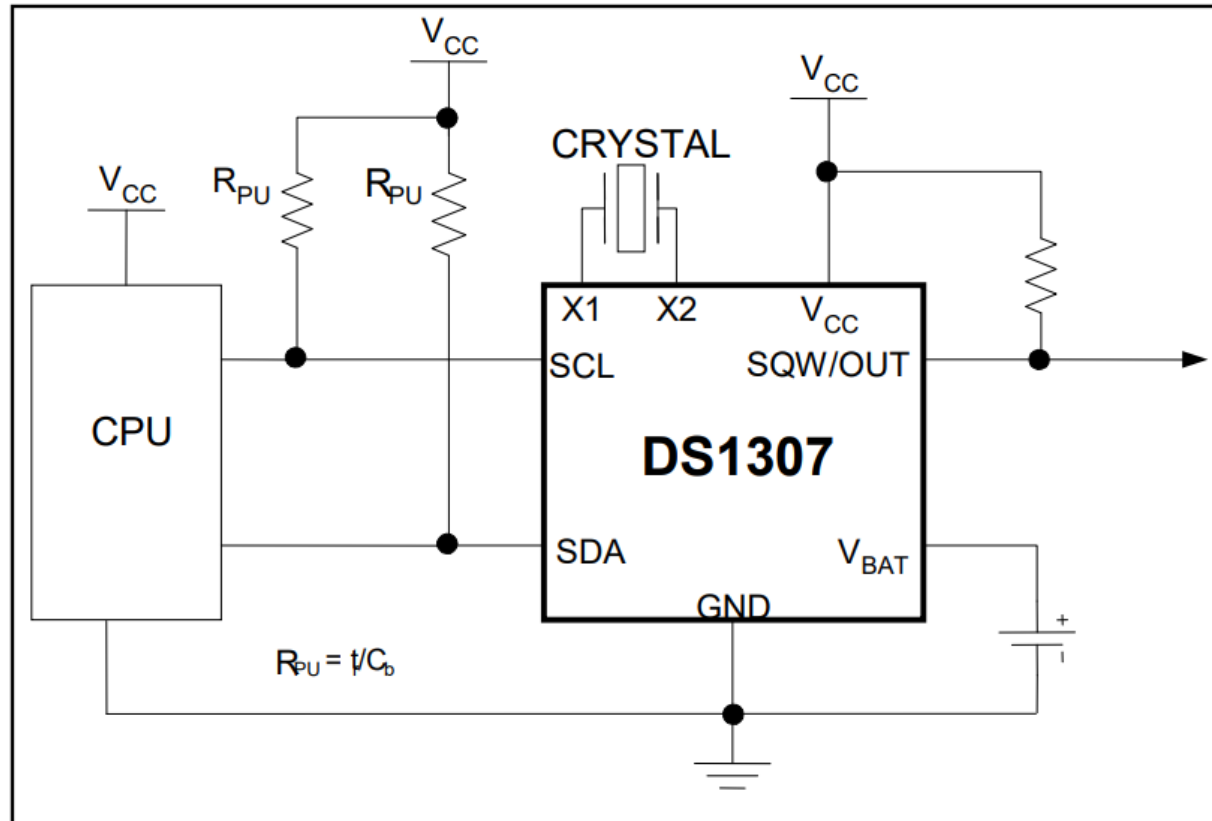 VCC
VCC
CRYSTAL
VCC
RPU
RPU
X1 X2 VCC
SCL SQW/OUT
CPU
DS1307
SDA VBAT
GND
+
RPU = tr/Cb
-